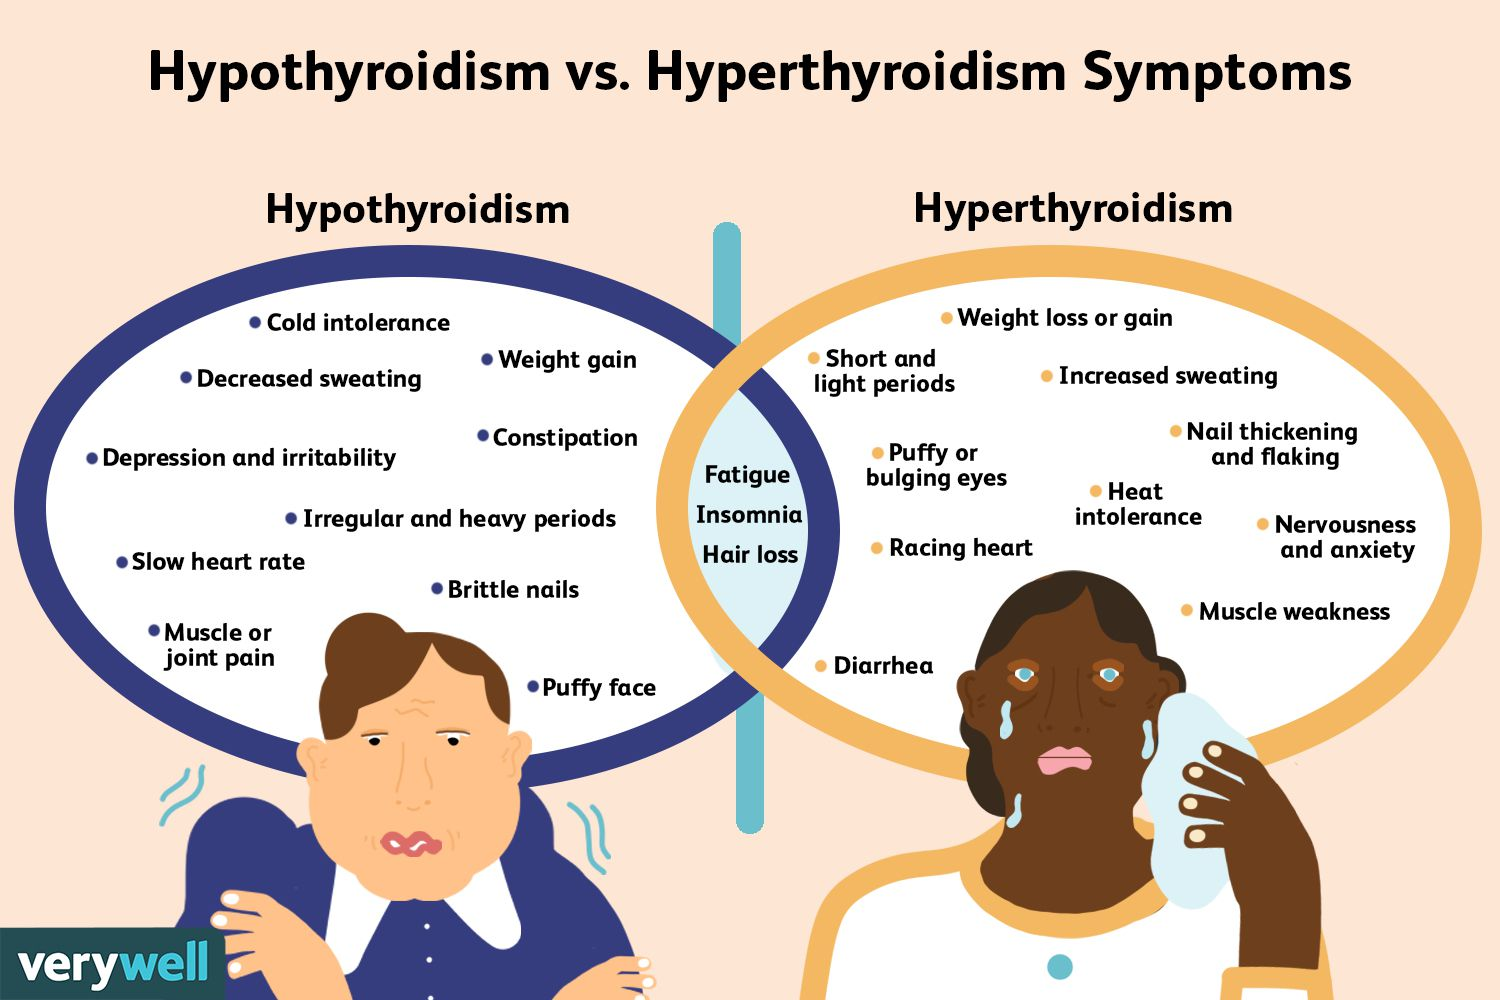 Hypothyroidism vs. Hyperthyroidism Symptoms
Hypothyroidism
Cold intolerance
Weight gain
Decreased sweating
Constipation
Depression and irritability
Irregular and heavy periods
Slow heart rate
Brittle nails
Muscle or
joint pain
Puffy face
Fatigue
Insomnia
Hair loss
Hyperthyroidism
Weight loss or gain
Short and
light periods
Increased sweating
Nail thickening
and flaking
Puffy or
bulging eyes
Heat
intolerance
Nervousness
and anxiety
Racing heart
Muscle weakness
Diarrhea
verywell